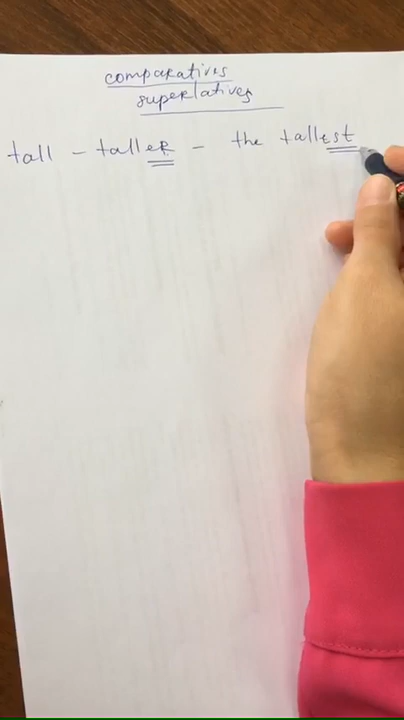 comparatives
superlatives
tall - taller - the tallest